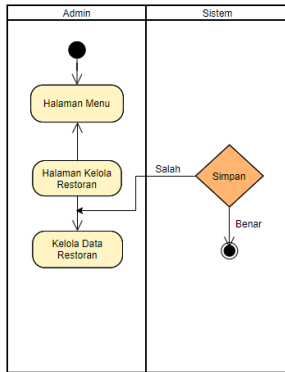 Admin
Sistem
Halaman Menu
Halaman Kelola
Restoran
Salah
Simpan
Benar
Kelola Data
Restoran